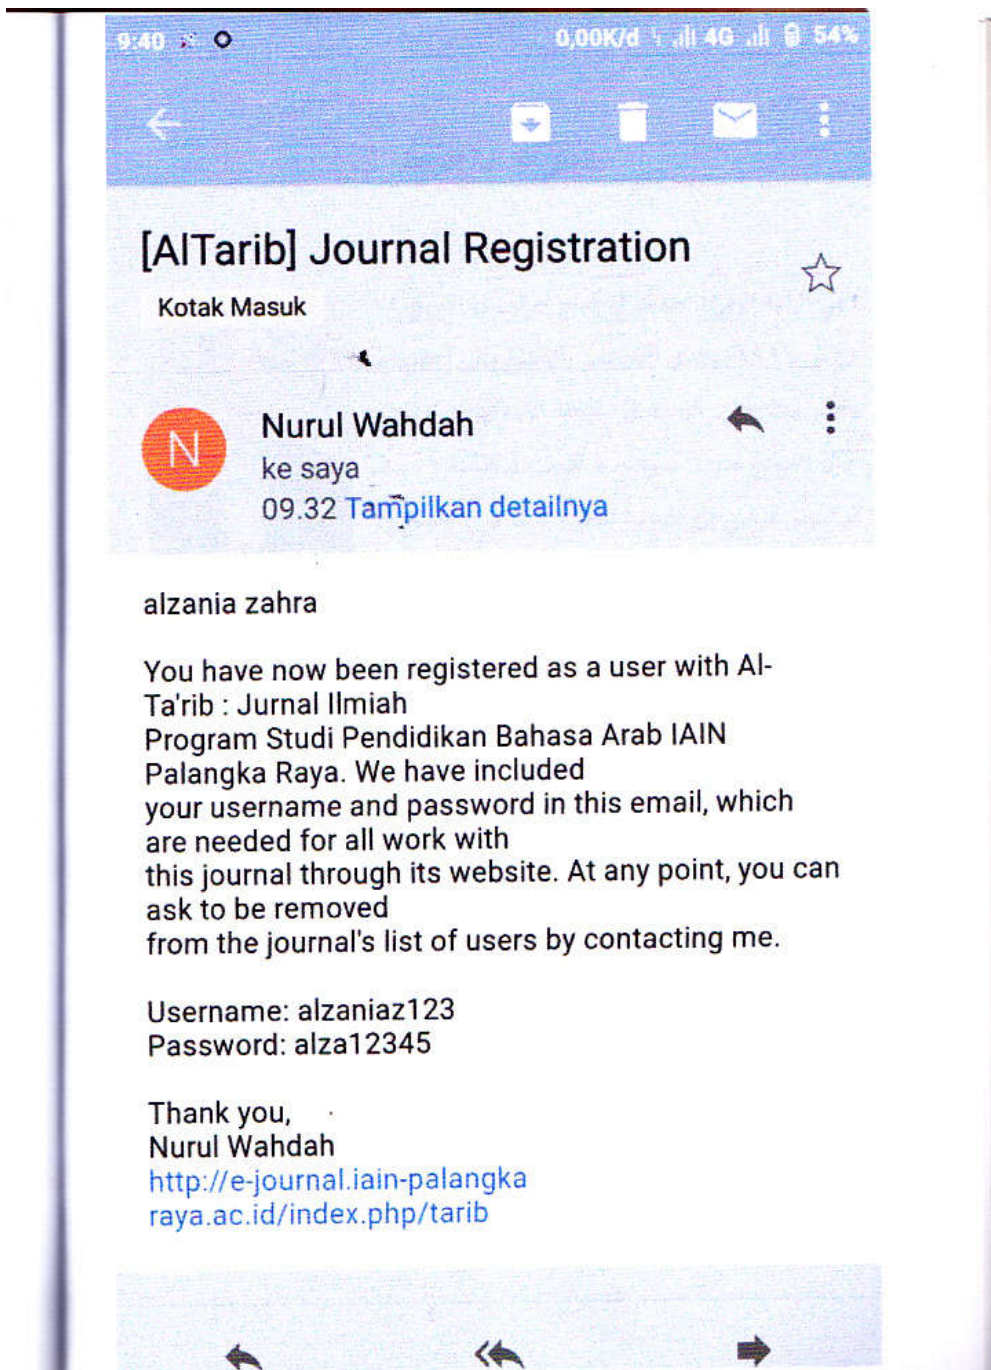 9:40 0,00K/d 4G 54%
[AlTarib] Journal Registration
Kotak Masuk
N
Nurul Wahdah
ke saya
09.32 Tampilkan detailnya
alzania zahra
You have now been registered as a user with Al-
Ta'rib : Jurnal Ilmiah
Program Studi Pendidikan Bahasa Arab IAIN
Palangka Raya. We have included
your username and password in this email, which
are needed for all work with
this journal through its website. At any point, you can
ask to be removed
from the journal's list of users by contacting me.
Username: alzaniaz123
Password: alza12345
Thank you,
Nurul Wahdah
http://e-journal.iain-palangka
raya.ac.id/index.php/tarib